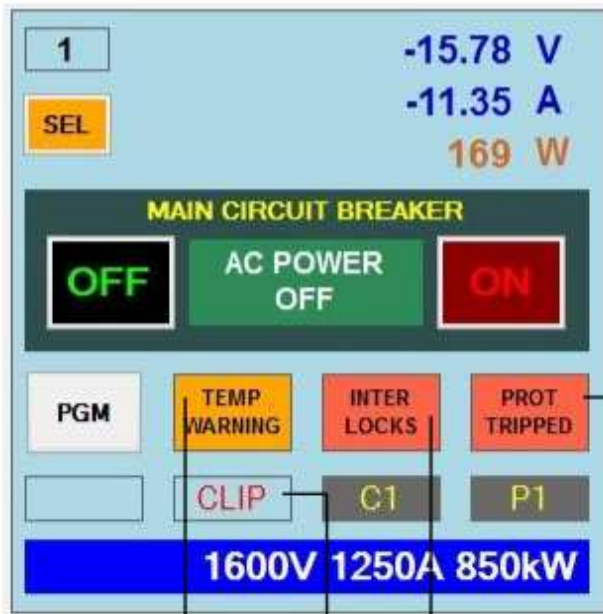 1
-15.78 V
SEL
-11.35 A
169 W
MAIN CIRCUIT BREAKER
OFF
AC POWER
OFF
ON
PGM
TEMP
WARNING
INTER
LOCKS
PROT
TRIPPED
CLIP
C1
P1
1600V 1250A 850kW